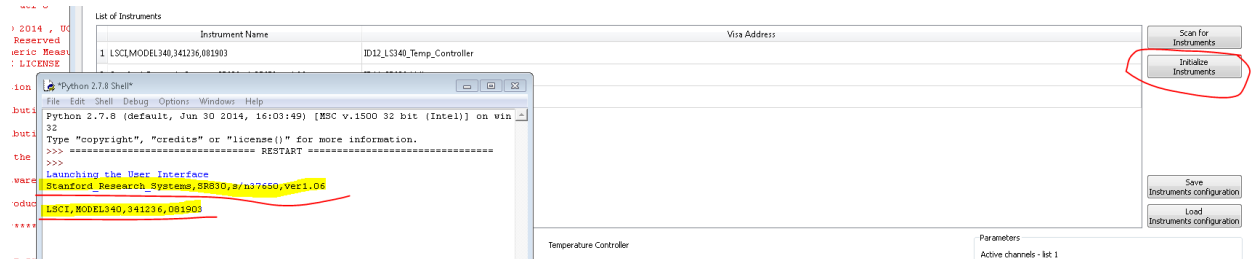 2014 , UC
Reserved
Meas
LICENSE
List of Instruments
Instrument Name
Visa Address
1 LSCI,MODEL340,341236,081903
ID12_LS340_Temp_Controller
Scan for
Instruments
Initialize
Instruments
*Python 2.7.8 Shell*
File Edit Shell Debug Options Windows Help
Python 2.7.8 (default, Jun 30 2014, 16:03:49) [MSC v.1500 32 bit (Intel)] on win
32
Type "copyright", "credits" or "license()" for more information.
>>> ================================ RESTART ================================
>>>
Launching the User Interface
Stanford_Research_Systems,SR830,s/n37650,ver1.06
LSCI,MODEL340,341236,081903
the
Save
Instruments configuration
Load
Instruments configuration
Temperature Controller
Parameters
Active channels - list 1